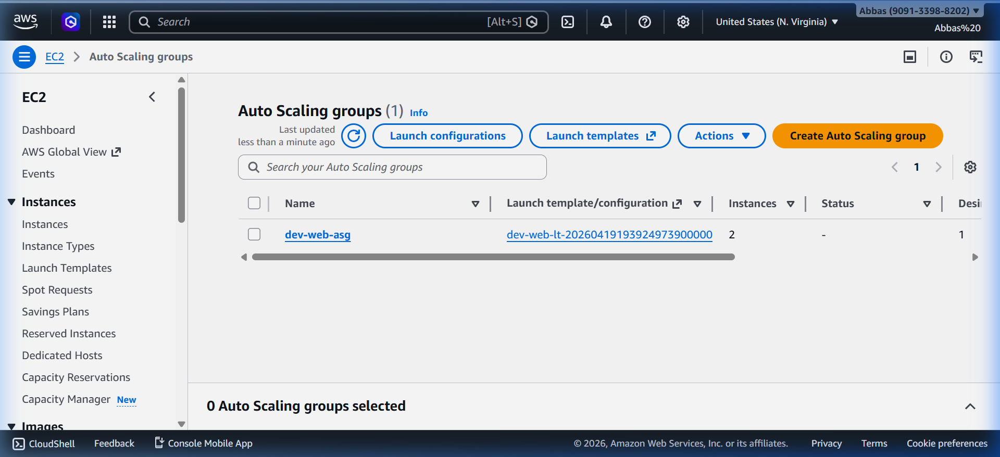 aws
Search
[Alt+S]
United States (N. Virginia)
Abbas (9091-3398-8202)
Abbas%20
EC2
Auto Scaling groups
EC2
Dashboard
AWS Global View
Events
Instances
Instances
Instance Types
Launch Templates
Spot Requests
Savings Plans
Reserved Instances
Dedicated Hosts
Capacity Reservations
Capacity Manager New
Images
Auto Scaling groups (1) Info
Last updated
less than a minute ago
Launch configurations
Launch templates
Actions
Create Auto Scaling group
Search your Auto Scaling groups
1
Name Launch template/configuration Instances Status Desi
dev-web-asg dev-web-lt-20260419193924973900000 2 - 1
0 Auto Scaling groups selected
CloudShell Feedback Console Mobile App © 2026, Amazon Web Services, Inc. or its affiliates. Privacy Terms Cookie preferences